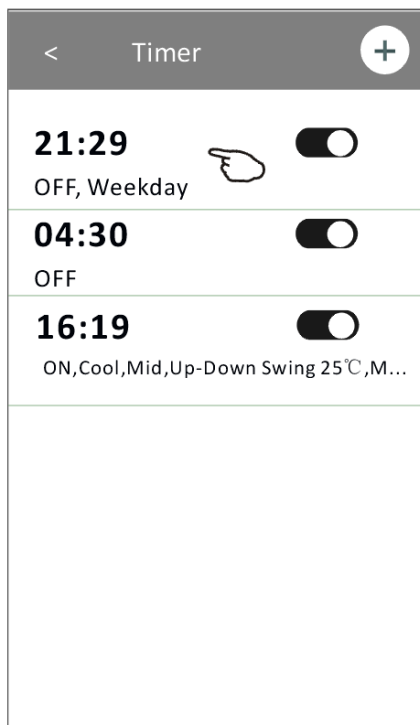 < Timer +
21:29
OFF, Weekday
04:30
OFF
16:19
ON,Cool,Mid,Up-Down Swing 25℃,M...